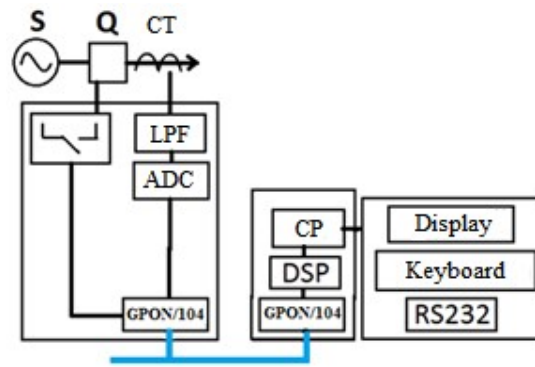 S
Q
CT
LPF
ADC
GPON/104
CP
DSP
GPON/104
Display
Keyboard
RS232